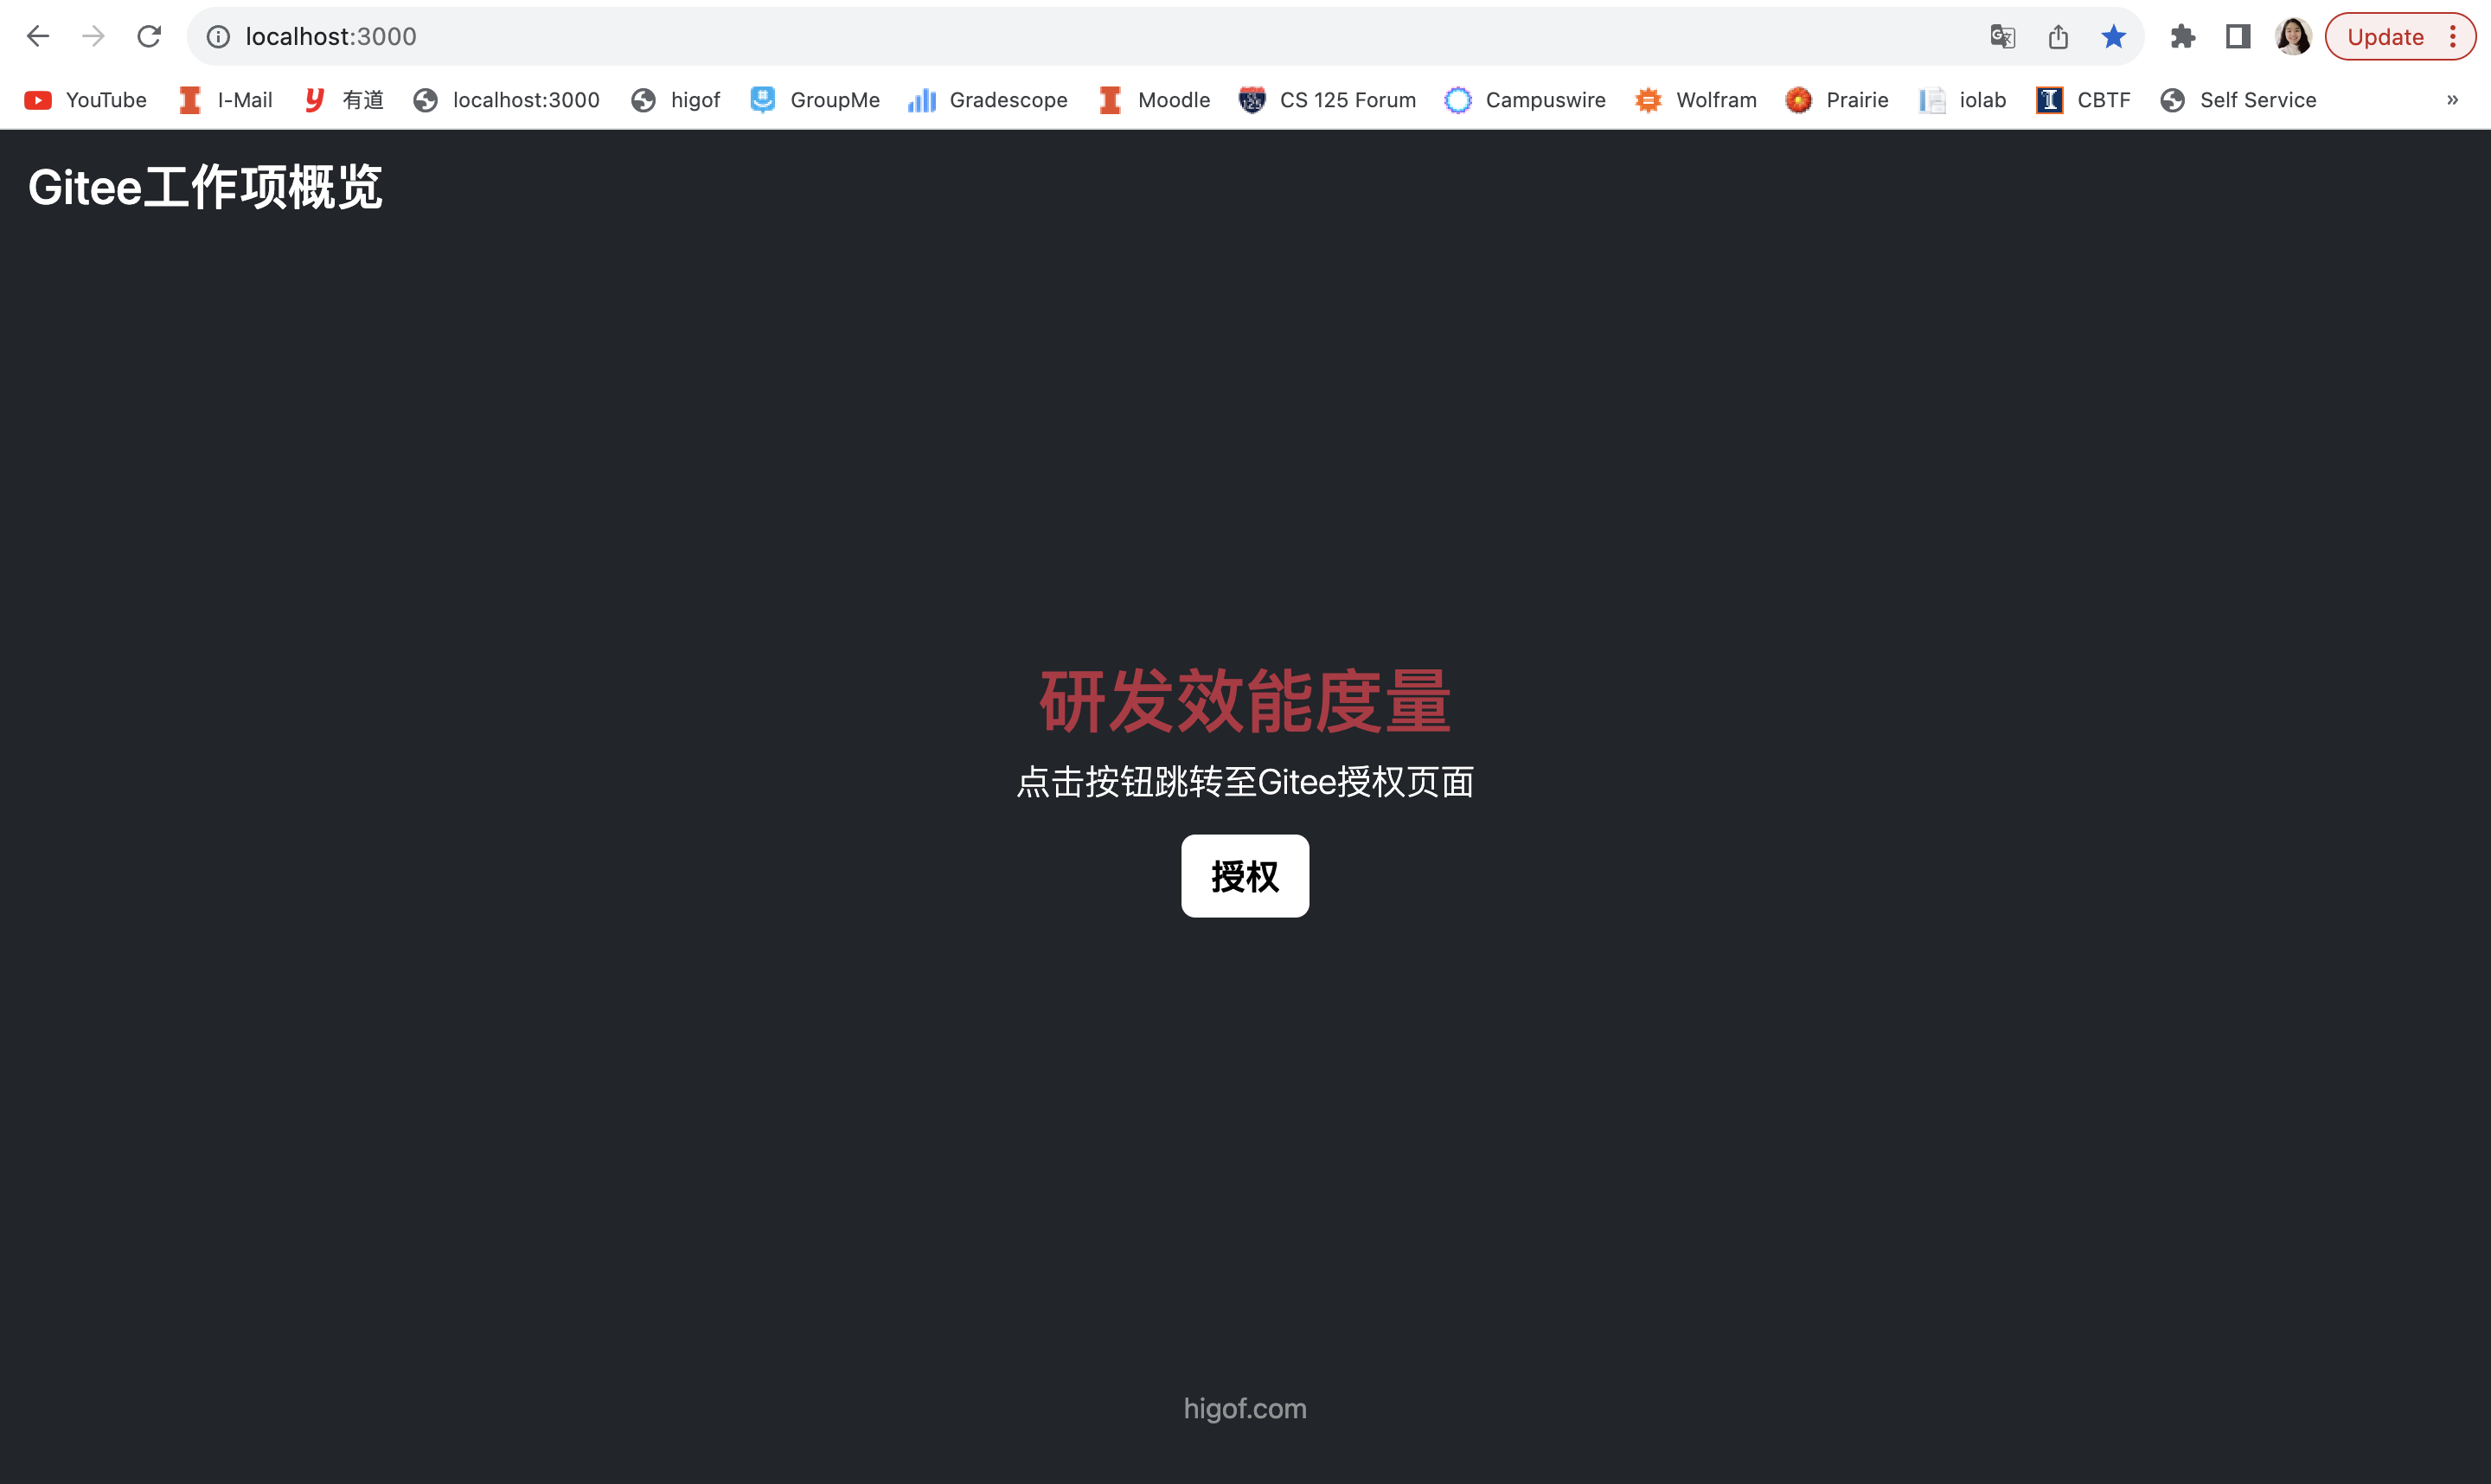 localhost:3000
Update
YouTube I-Mail 有道 localhost:3000 higof GroupMe Gradescope Moodle CS 125 Forum Campuswire Wolfram Prairie iolab CBTF Self Service »
Gitee工作项概览
研发效能度量
点击按钮跳转至Gitee授权页面
授权
higof.com